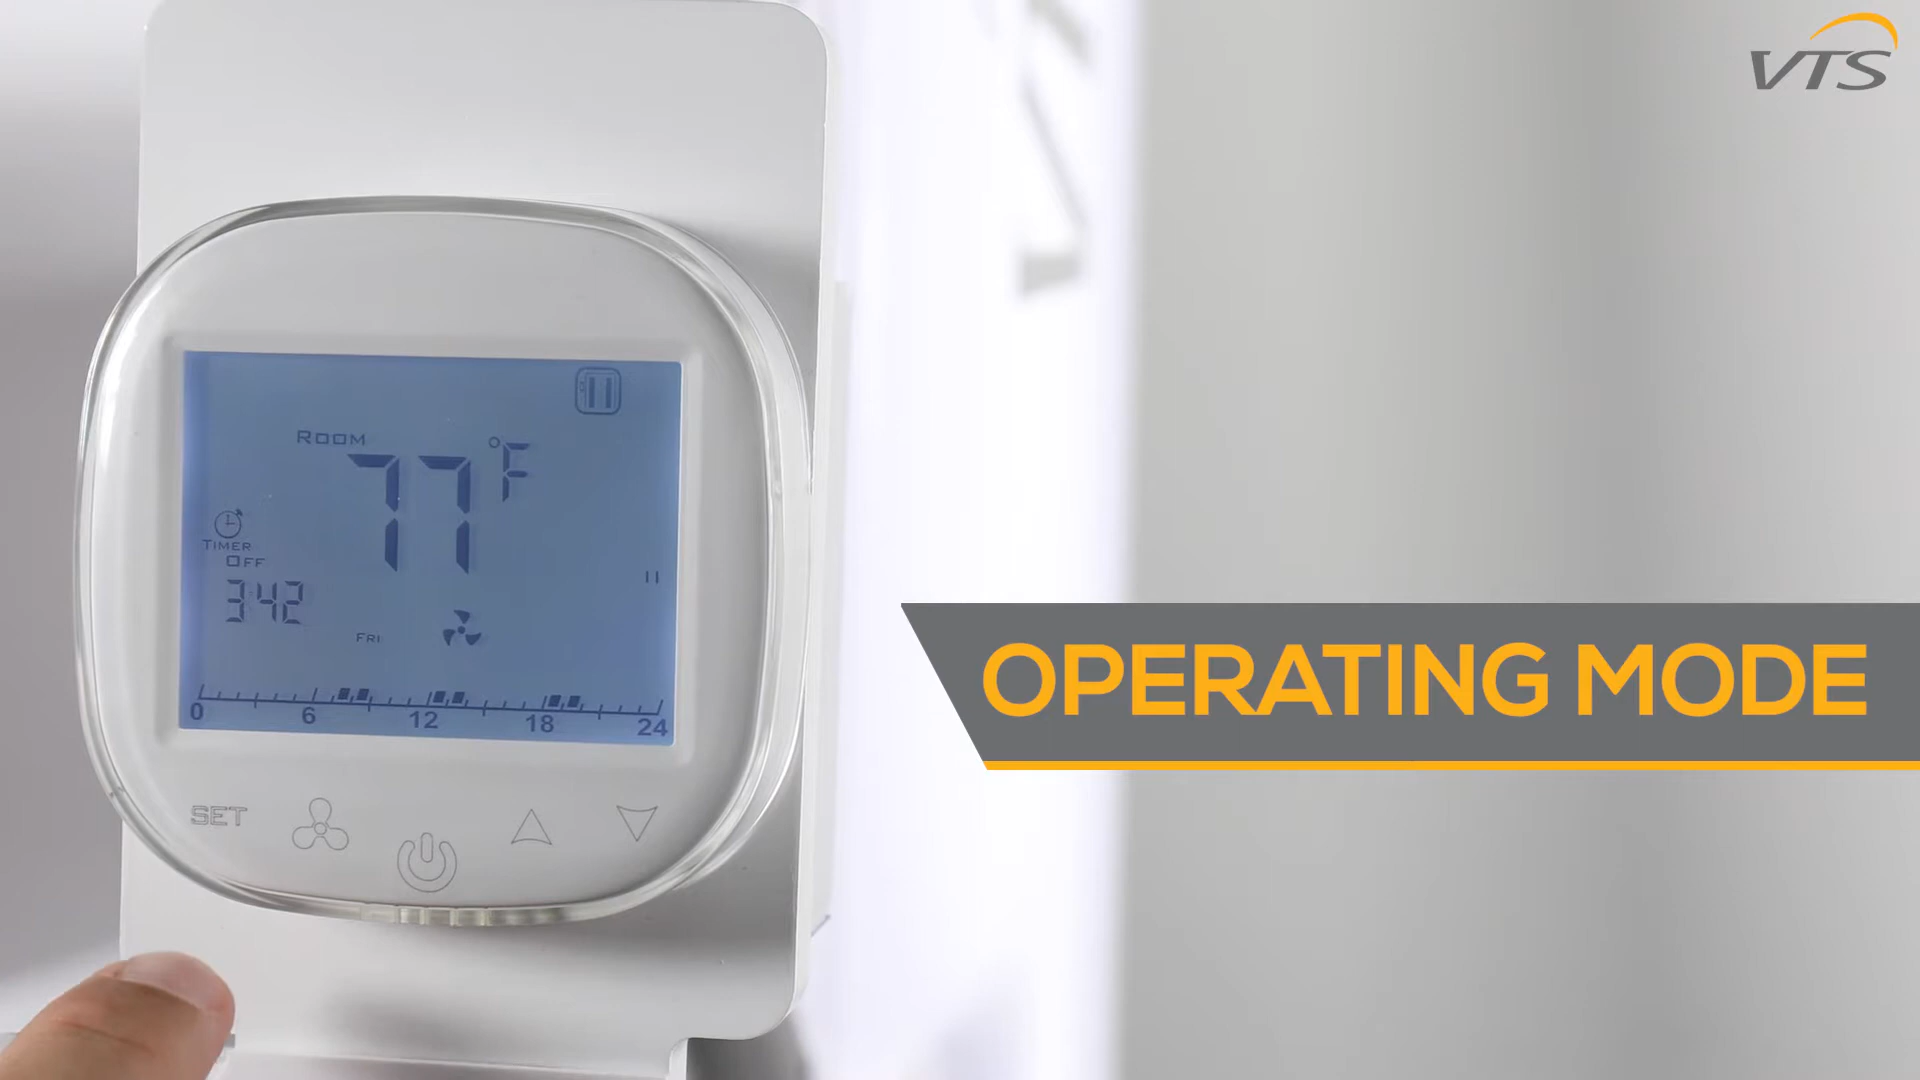 VTS
ROOM
77 °F
TIMER
OFF
3:42
FRI
0 6 12 18 24
SET
OPERATING MODE